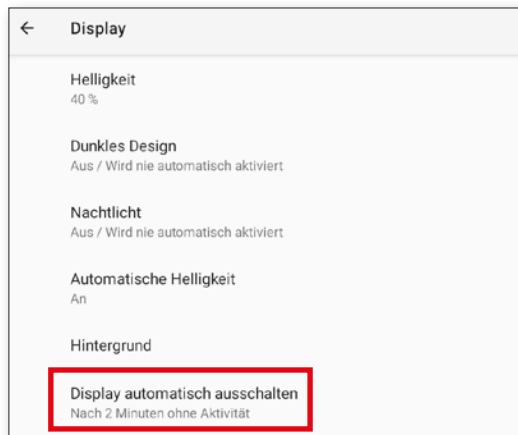 Display
Helligkeit
40 %
Dunkles Design
Aus / Wird nie automatisch aktiviert
Nachtlicht
Aus / Wird nie automatisch aktiviert
Automatische Helligkeit
An
Hintergrund
Display automatisch ausschalten
Nach 2 Minuten ohne Aktivität